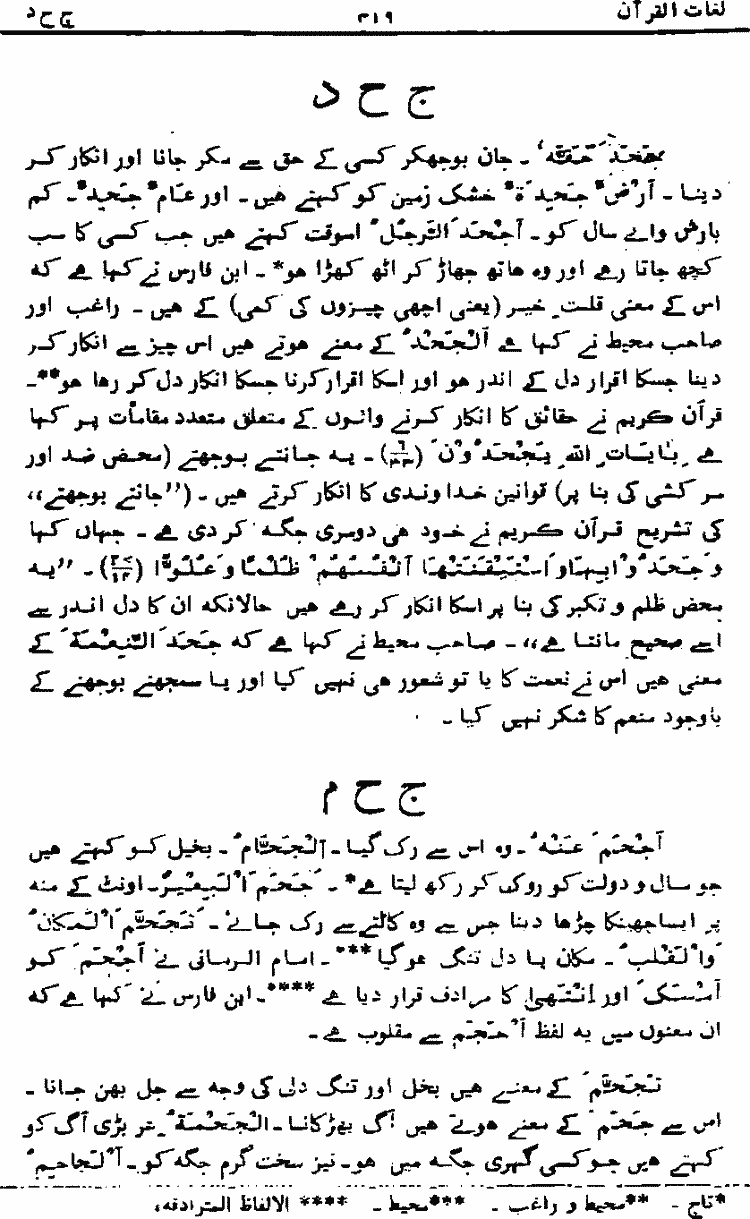 لغات القرآن ۳۱۹ ج ح د
ج ح د
جَحَدَ حَقَّہٗ ۔ جان بوجھکر کسی کے حق سے مکر جانا اور انکار کر
دینا ۔ اَرْضٌ جَحِدَۃٌ* خشک زمین کو کہتے ہیں ۔ اور عَامٌ جَحِدٌ*۔ کم
بارش والے سال کو ۔ اَجْحَدَ الرَّجُلُ اسوقت کہتے ہیں جب کسی کا سب
کچھ جاتا رہے اور وہ ہاتھ جھاڑ کر اٹھ کھڑا ہو* ۔ ابن فارس نے کہا ہے کہ
اس کے معنی قلتِ خیر (یعنی اچھی چیزوں کی کمی) کے ہیں ۔ راغب اور
صاحب محیط نے کہا ہے اَلْجَحْدُ کے معنے ہوتے ہیں اس چیز سے انکار کر
دینا جسکا اقرار دل کے اندر ہو اور اسکا اقرار کرنا جسکا انکار دل کر رہا ہو**۔
قرآن کریم نے حقائق کا انکار کرنے والوں کے متعلق متعدد مقامات پر کہا
ہے بِاٰیَاتِ اللہِ یَجْحَدُوْنَ ۔ یہ جانتے بوجھتے (محض ضد اور
سر کشی کی بنا پر) قوانین خدا وندی کا انکار کرتے ہیں ۔ (’’جانتے بوجھتے‘‘
کی تشریح قرآن کریم نے خود ہی دوسری جگہ کر دی ہے ۔ جہاں کہا
وَجَحَدُوْا بِہَا وَاسْتَیْقَنَتْہَا اَنْفُسُہُمْ ظُلْمًا وَّعُلُوًّا (۲۷/۱۴) ۔ ’’یہ
محض ظلم و تکبر کی بنا پر اسکا انکار کر رہے ہیں حالانکہ ان کا دل اندر سے
اسے صحیح مانتا ہے‘‘ ۔ صاحب محیط نے کہا ہے کہ جَحَدَ النِّعْمَۃَ کے
معنی ہیں اس نے نعمت کا یا تو شعور ہی نہیں کیا اور یا سمجھنے بوجھنے کے
باوجود منعم کا شکر نہیں کیا ۔
ج ح م
اَجْحَمَ عَنْہُ ۔ وہ اس سے رک گیا ۔ اَلْجَحَّامُ ۔ بخیل کو کہتے ہیں
جو مال و دولت کو روک کر رکھ لیتا ہے* ۔ جَحَمَ الْبَعِیْرَ ۔ اونٹ کے منہ
پر ایسا چھینکا چڑھا دینا جس سے وہ کاٹنے سے رک جائے ۔ تَجَحَّمَ الْمَکَانُ
وَالْقَلْبُ ۔ مکان یا دل تنگ ہو گیا*** ۔ امام الرمانی نے اَجْحَمَ کو
اَمْسَکَ اور اِنْتَھٰی کا مرادف قرار دیا ہے ****۔ ابن فارس نے کہا ہے کہ
ان معنوں میں یہ لفظ اَحْجَمَ سے مقلوب ہے ۔
تَجَحَّمَ کے معنے ہیں بخل اور تنگ دلی کی وجہ سے جل بھن جانا ۔
اس سے جَحَمَ کے معنے ہوتے ہیں آگ بھڑکانا ۔ اَلْجَحْمَۃُ ہر بڑی آگ کو
کہتے ہیں جو کسی گہری جگہ میں ہو ۔ نیز سخت گرم جگہ کو ۔ اَلْجَاحِمُ
*تاج ۔ **محیط و راغب ۔ ***محیط ۔ **** الالفاظ المترادفہ،